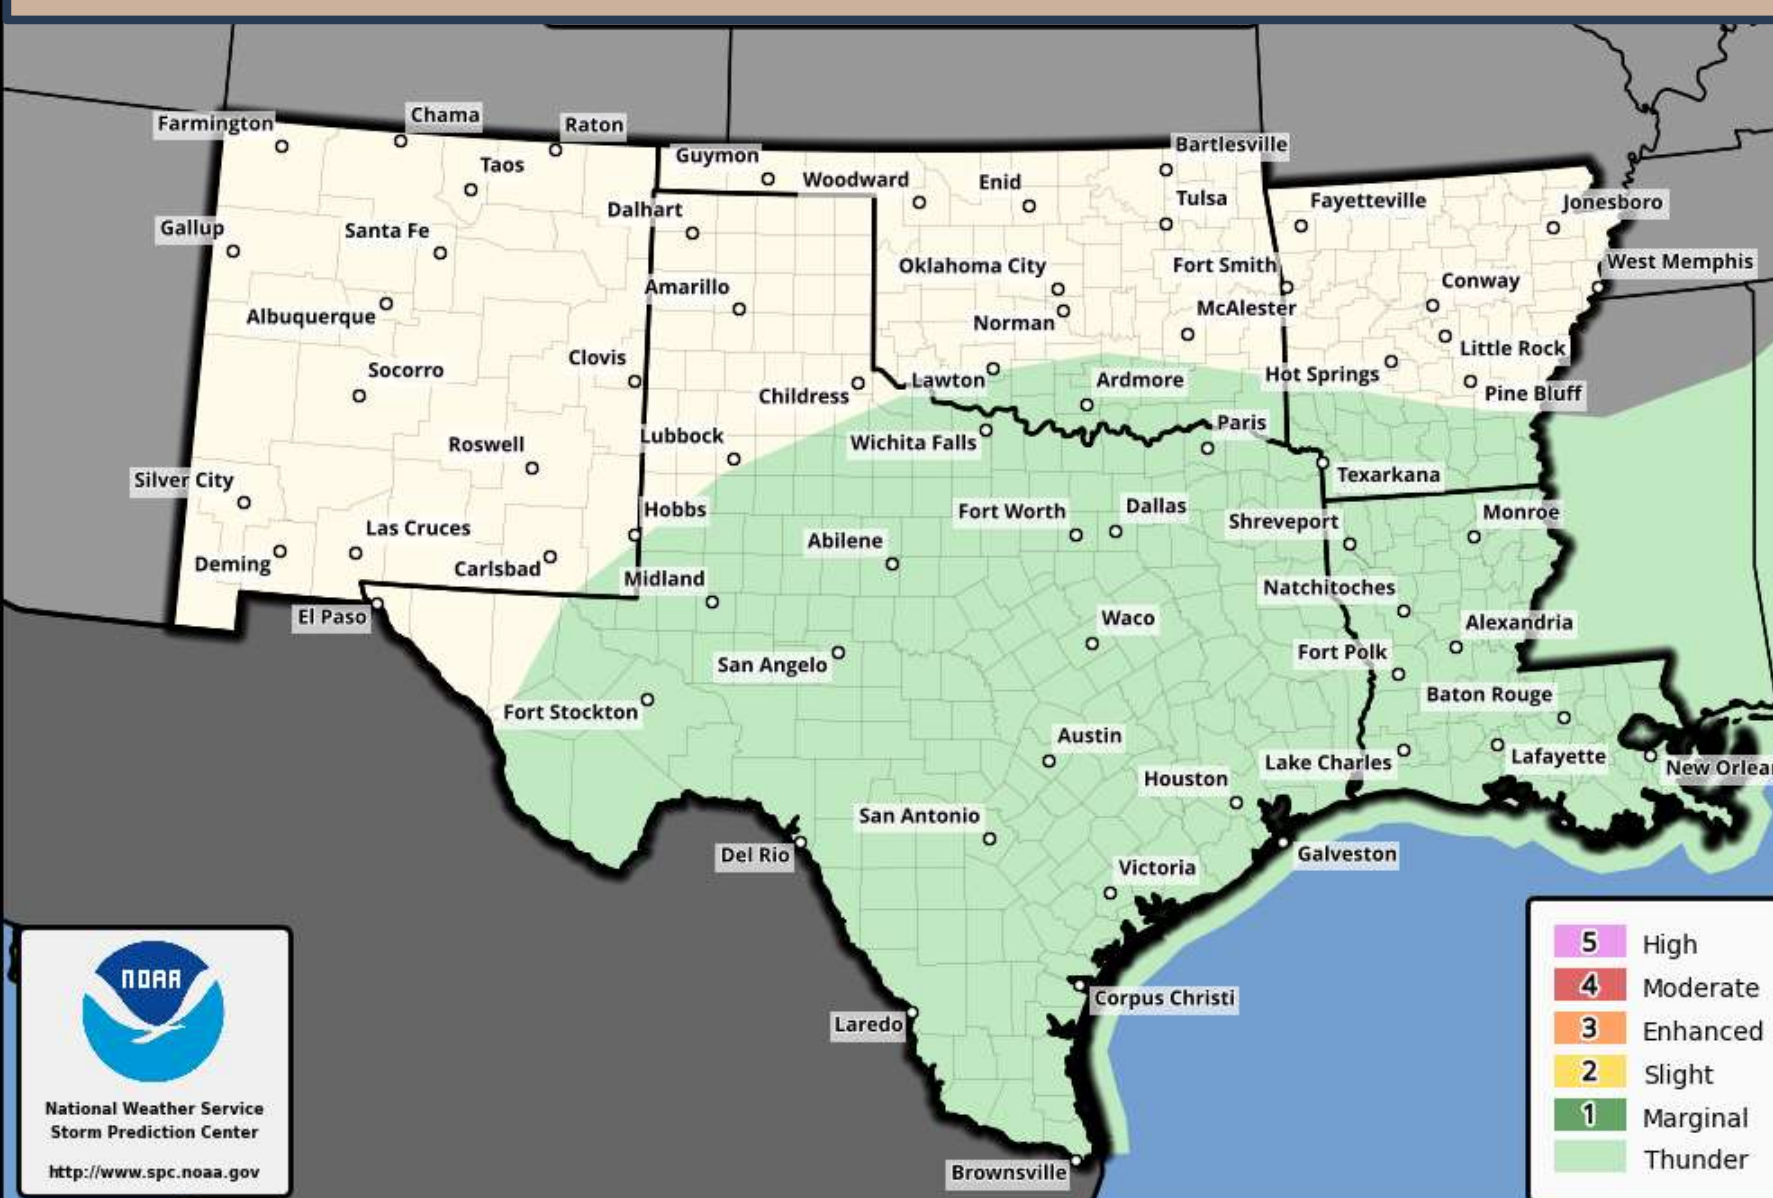 Farmington
Chama
Raton
Taos
Guymon
Woodward
Enid
Bartlesville
Tulsa
Fayetteville
Jonesboro
Gallup
Santa Fe
Dalhart
Oklahoma City
Fort Smith
West Memphis
Amarillo
Conway
Albuquerque
Norman
McAlester
Little Rock
Socorro
Clovis
Childress
Lawton
Ardmore
Hot Springs
Pine Bluff
Roswell
Lubbock
Wichita Falls
Paris
Texarkana
Silver City
Hobbs
Fort Worth
Dallas
Shreveport
Monroe
Las Cruces
Abilene
Deming
Carlsbad
Midland
Natchitoches
El Paso
Waco
Alexandria
San Angelo
Fort Polk
Fort Stockton
Baton Rouge
Austin
Lake Charles
Lafayette
New Orlea
Houston
San Antonio
Del Rio
Galveston
Victoria
Corpus Christi
Laredo
Brownsville
NOAA
National Weather Service
Storm Prediction Center
http://www.spc.noaa.gov
5 High
4 Moderate
3 Enhanced
2 Slight
1 Marginal
Thunder